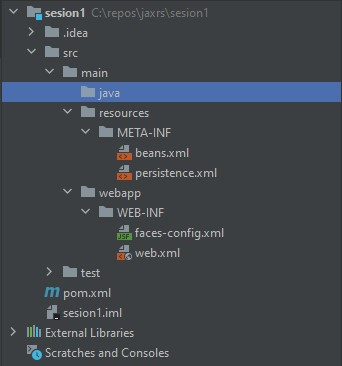 sesion1 C:\repos\jaxrs\sesion1
.idea
src
main
java
resources
META-INF
beans.xml
persistence.xml
webapp
WEB-INF
faces-config.xml
web.xml
test
pom.xml
sesion1.iml
External Libraries
Scratches and Consoles